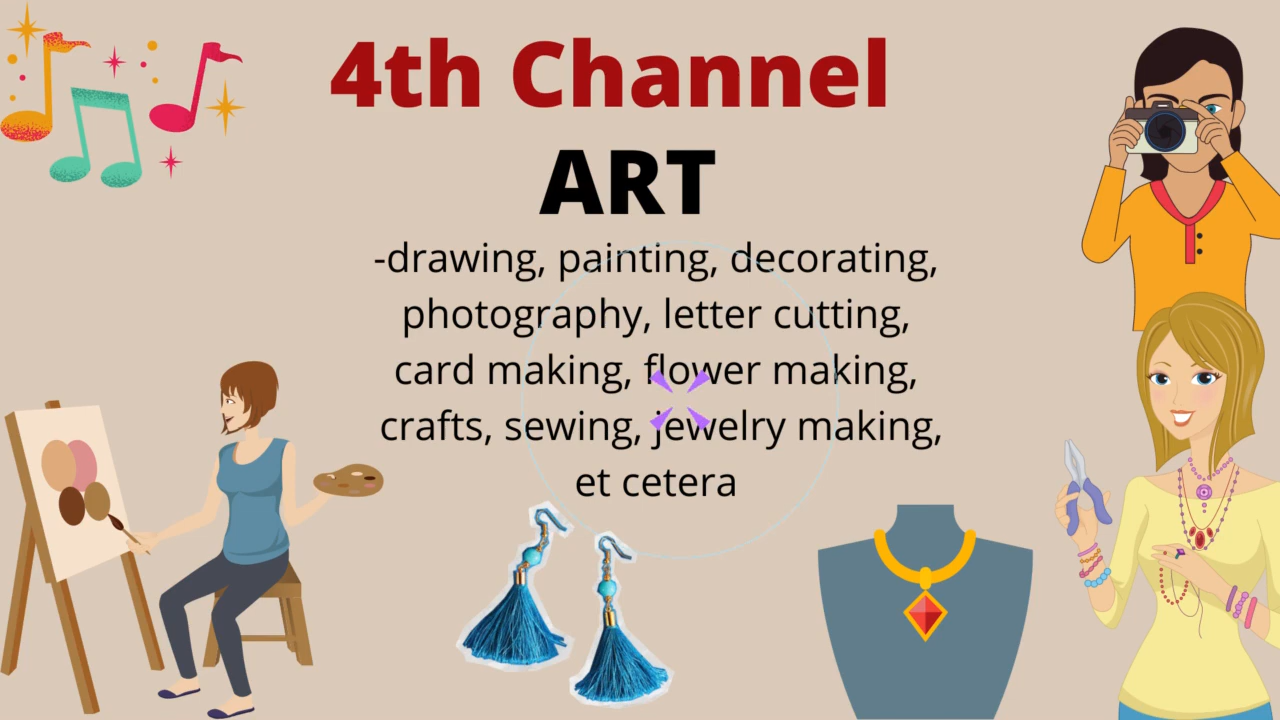 4th Channel
ART
-drawing, painting, decorating,
photography, letter cutting,
card making, flower making,
crafts, sewing, jewelry making,
et cetera